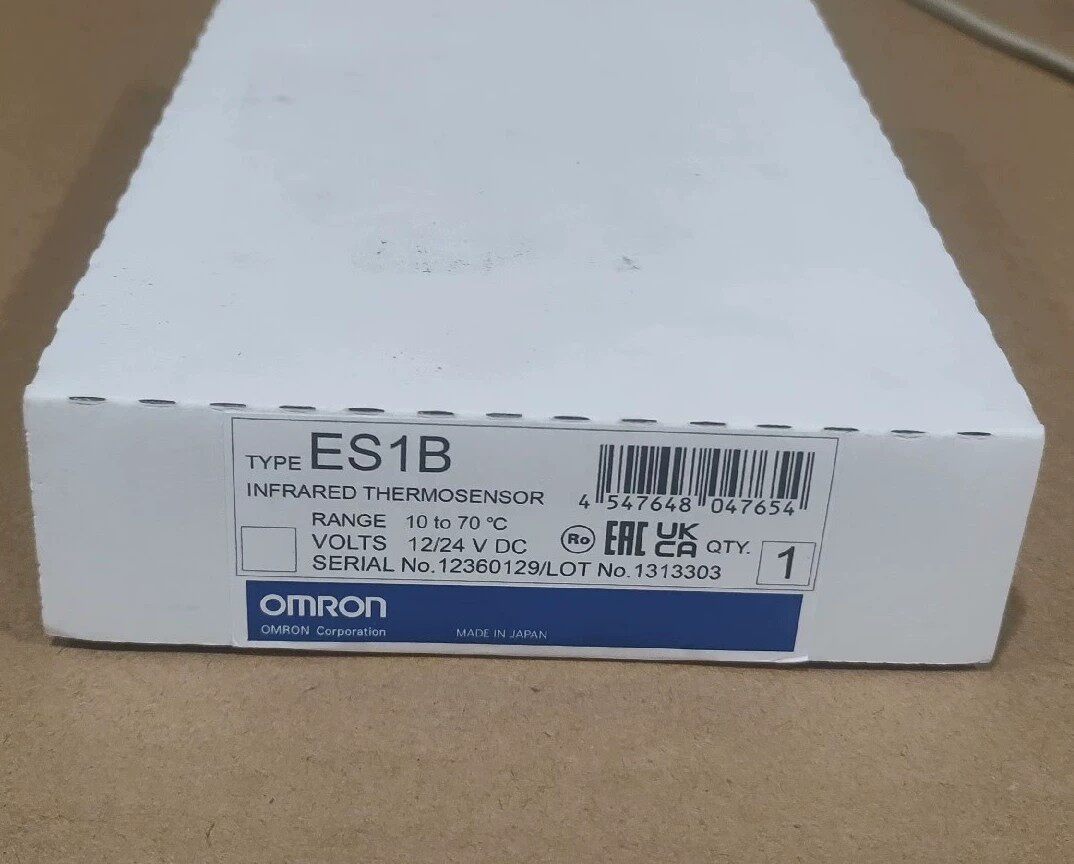 TYPE ES1B
INFRARED THERMOSENSOR
4 547648 047654
RANGE 10 to 70 ℃
VOLTS 12/24 V DC
Ro EAC UK CA QTY. 1
SERIAL No.12360129/LOT No.1313303
OMRON
OMRON Corporation MADE IN JAPAN